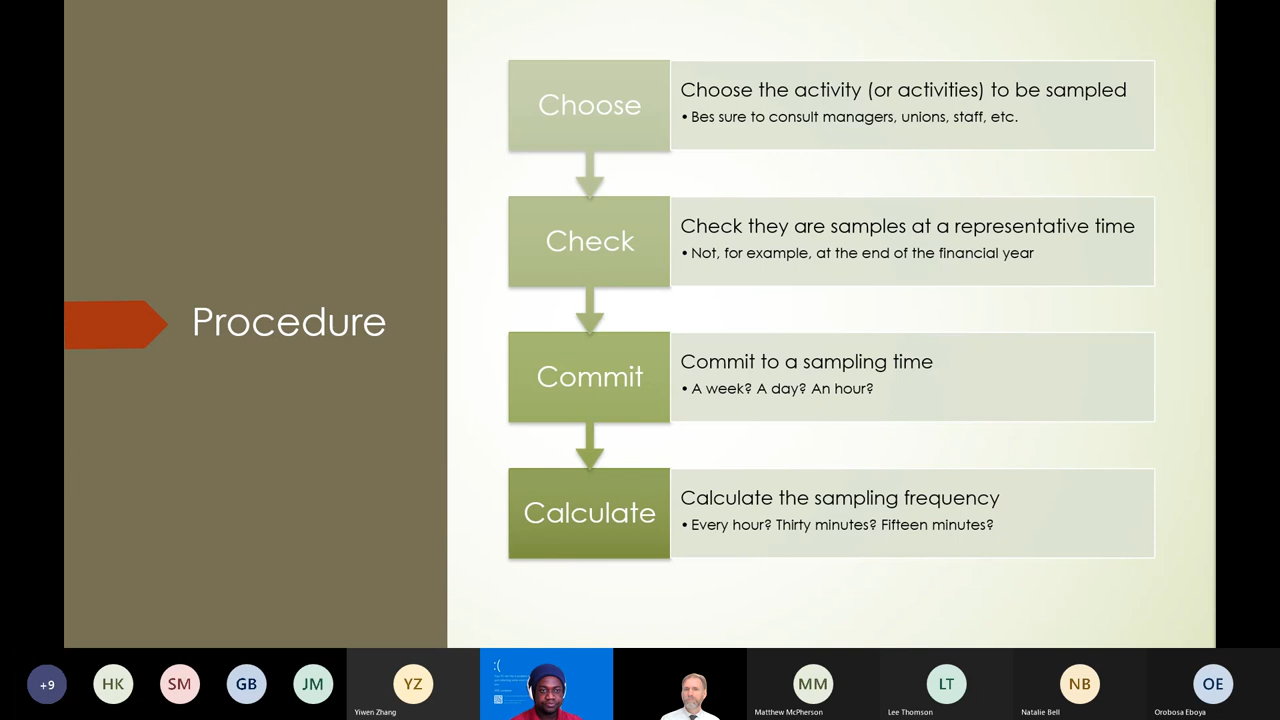 Procedure
Choose
Choose the activity (or activities) to be sampled
• Bes sure to consult managers, unions, staff, etc.
Check
Check they are samples at a representative time
• Not, for example, at the end of the financial year
Commit
Commit to a sampling time
• A week? A day? An hour?
Calculate
Calculate the sampling frequency
• Every hour? Thirty minutes? Fifteen minutes?
+9
HK
SM
GB
JM
YZ
Yiwen Zhang
:(
MM
Matthew McPherson
LT
Lee Thomson
NB
Natalie Bell
OE
Orobosa Eboya